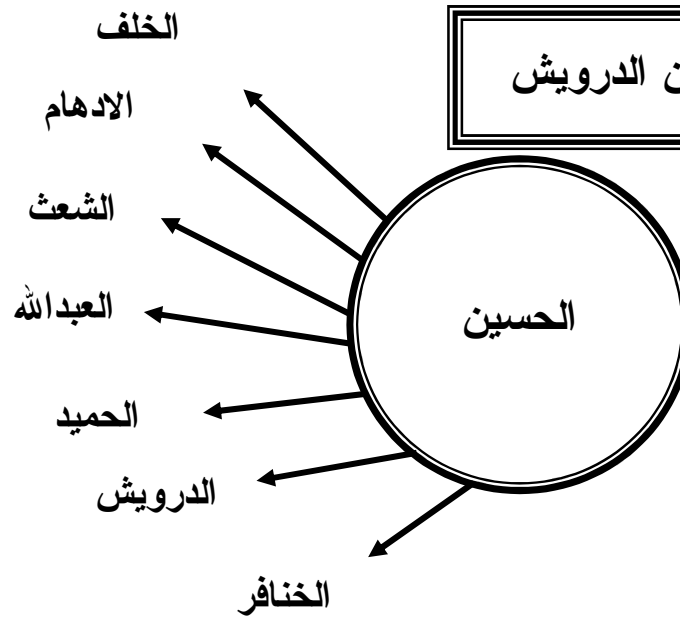 الخلف
ن الدرويش
الادهام
الشعث
العبدالله
الحسين
الحميد
الدرويش
الخنافر